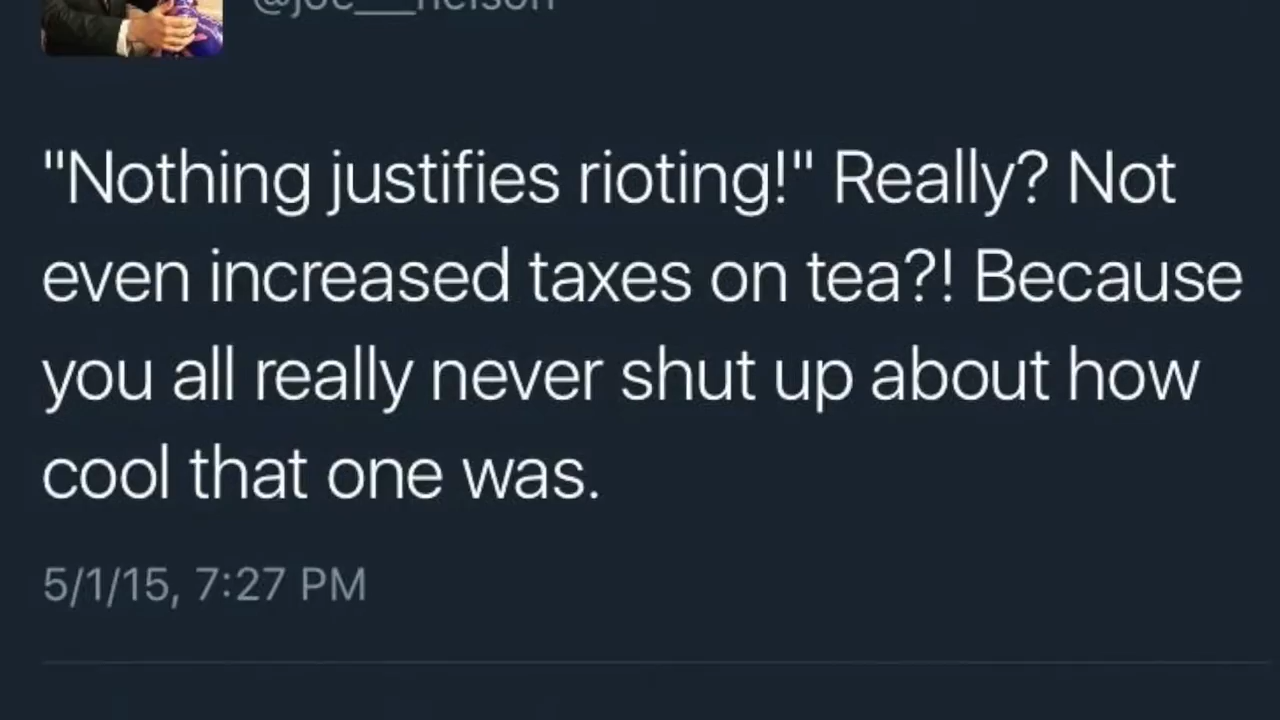 @joe___nelson
"Nothing justifies rioting!" Really? Not
even increased taxes on tea?! Because
you all really never shut up about how
cool that one was.
5/1/15, 7:27 PM